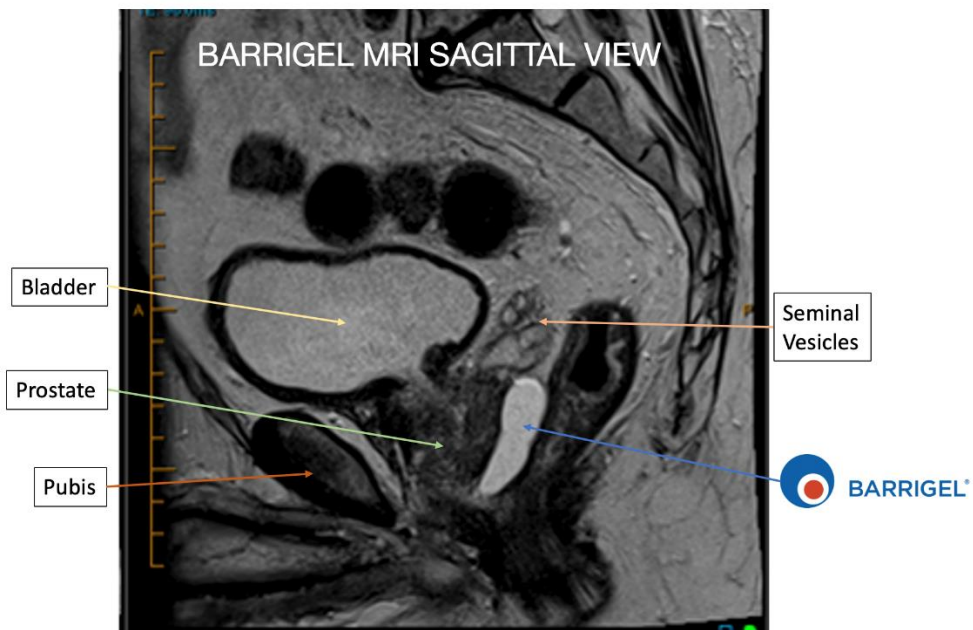 BARRIGEL MRI SAGITTAL VIEW
Bladder
A
P
Seminal
Vesicles
Prostate
Pubis
BARRIGEL®